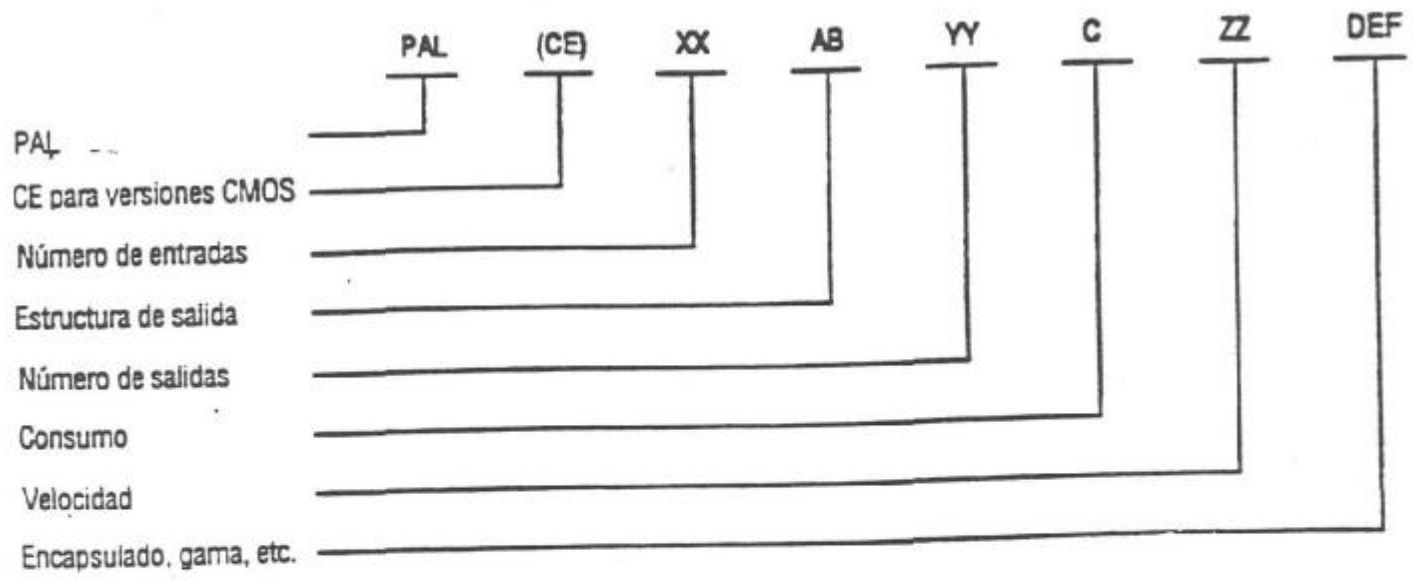 PAL (CE) XX AB YY C ZZ DEF
PAL
CE para versiones CMOS
Número de entradas
Estructura de salida
Número de salidas
Consumo
Velocidad
Encapsulado, gama, etc.